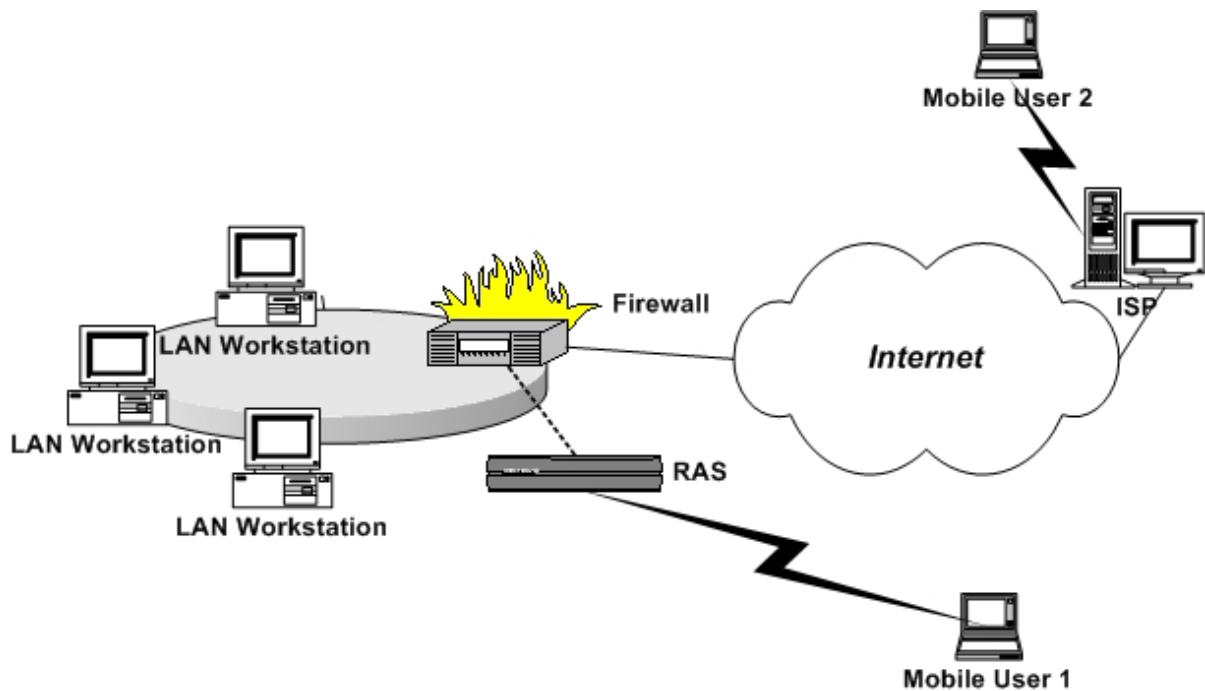 Mobile User 2
ISP
Firewall
Internet
LAN Workstation
LAN Workstation
LAN Workstation
RAS
Mobile User 1